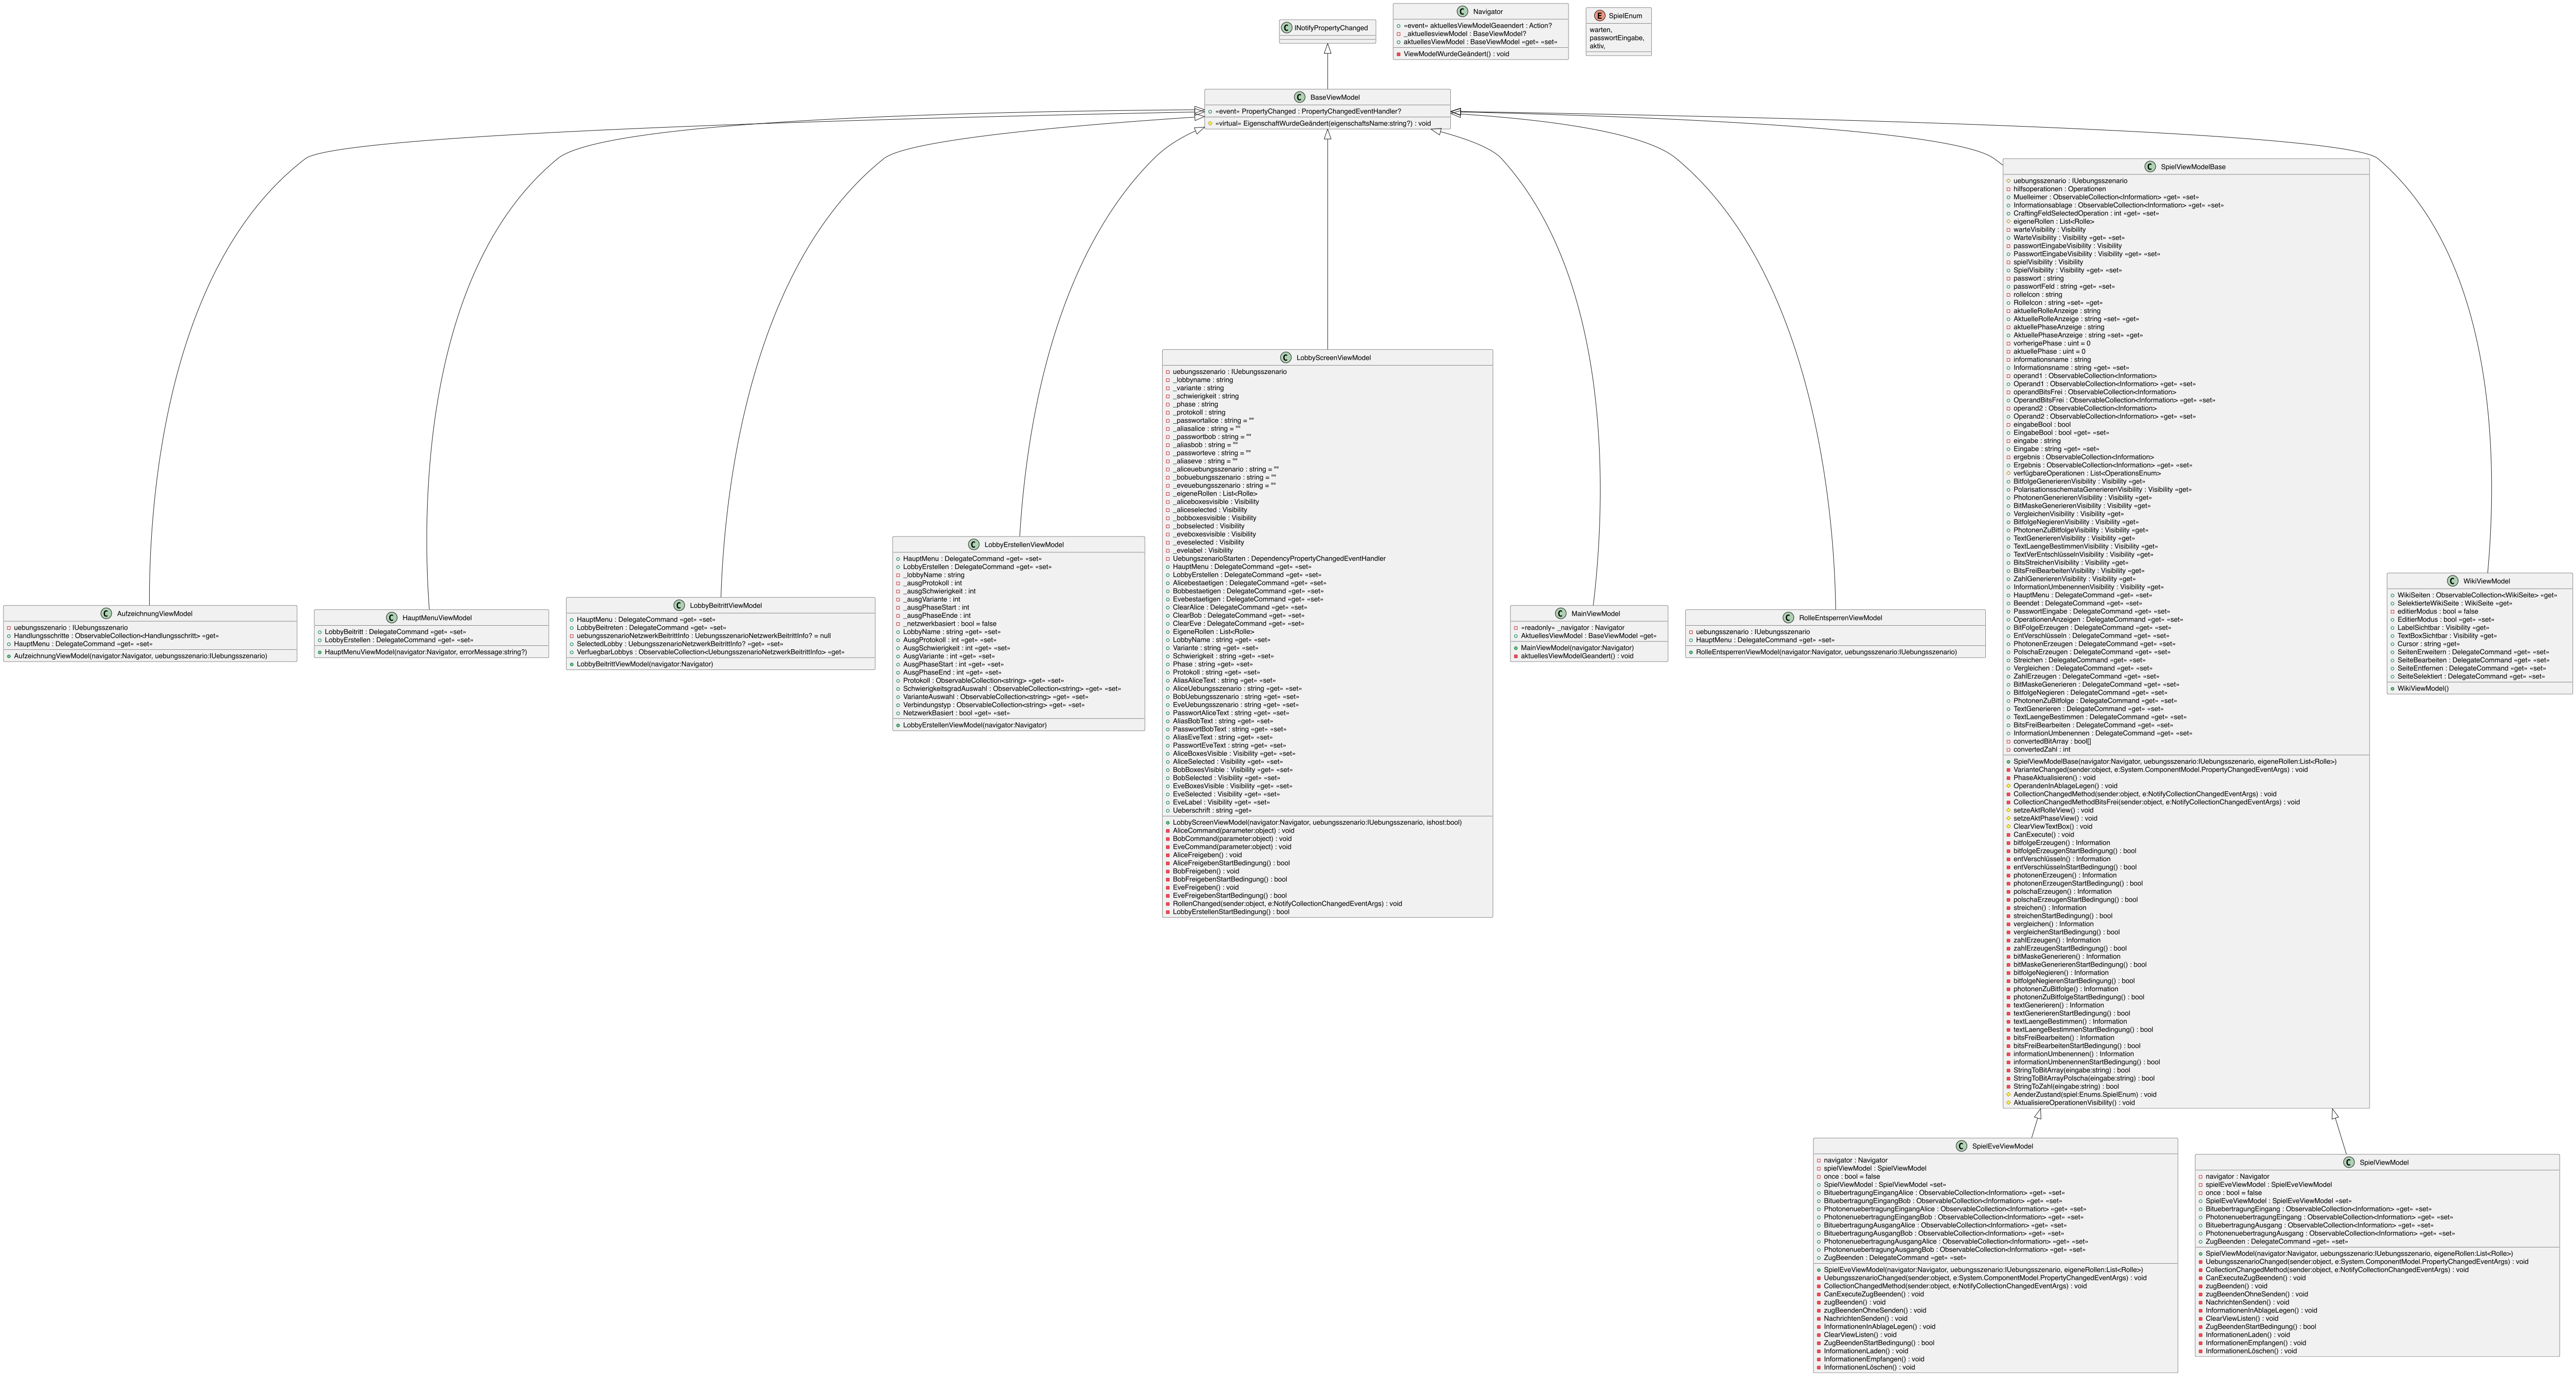 INotifyPropertyChanged
Navigator
«event» aktuellesViewModelGeaendert : Action?
_aktuellesviewModel : BaseViewModel?
aktuellesViewModel : BaseViewModel «get» «set»
ViewModelWurdeGeändert() : void
SpielEnum
warten,
passwortEingabe,
aktiv,
BaseViewModel
«event» PropertyChanged : PropertyChangedEventHandler?
«virtual» EigenschaftWurdeGeändert(eigenschaftsName:string?) : void
AufzeichnungViewModel
uebungsszenario : IUebungsszenario
Handlungsschritte : ObservableCollection<Handlungsschritt> «get»
HauptMenu : DelegateCommand «get» «set»
AufzeichnungViewModel(navigator:Navigator, uebungsszenario:IUebungsszenario)
HauptMenuViewModel
LobbyBeitritt : DelegateCommand «get» «set»
LobbyErstellen : DelegateCommand «get» «set»
HauptMenuViewModel(navigator:Navigator, errorMessage:string?)
LobbyBeitrittViewModel
HauptMenu : DelegateCommand «get» «set»
LobbyBeitreten : DelegateCommand «get» «set»
uebungsszenarioNetzwerkBeitrittInfo : UebungsszenarioNetzwerkBeitrittInfo? = null
SelectedLobby : UebungsszenarioNetzwerkBeitrittInfo? «get» «set»
VerfuegbarLobbys : ObservableCollection<UebungsszenarioNetzwerkBeitrittInfo> «get»
LobbyBeitrittViewModel(navigator:Navigator)
LobbyErstellenViewModel
HauptMenu : DelegateCommand «get» «set»
LobbyErstellen : DelegateCommand «get» «set»
_lobbyName : string
_ausgProtokoll : int
_ausgSchwierigkeit : int
_ausgVariante : int
_ausgPhaseStart : int
_ausgPhaseEnde : int
_netzwerkbasiert : bool = false
LobbyName : string «get» «set»
AusgProtokoll : int «get» «set»
AusgSchwierigkeit : int «get» «set»
AusgVariante : int «get» «set»
AusgPhaseStart : int «get» «set»
AusgPhaseEnd : int «get» «set»
Protokoll : ObservableCollection<string> «get» «set»
SchwierigkeitsgradAuswahl : ObservableCollection<string> «get» «set»
VarianteAuswahl : ObservableCollection<string> «get» «set»
Verbindungstyp : ObservableCollection<string> «get» «set»
NetzwerkBasiert : bool «get» «set»
LobbyErstellenViewModel(navigator:Navigator)
LobbyScreenViewModel
uebungsszenario : IUebungsszenario
_lobbyname : string
_variante : string
_schwierigkeit : string
_phase : string
_protokoll : string
_passwortalice : string = ""
_aliasalice : string = ""
_passwortbob : string = ""
_aliasbob : string = ""
_passworteve : string = ""
_aliaseve : string = ""
_aliceuebungsszenario : string = ""
_bobuebungsszenario : string = ""
_eveuebungsszenario : string = ""
_eigeneRollen : List<Rolle>
_aliceboxesvisible : Visibility
_aliceselected : Visibility
_bobboxesvisible : Visibility
_bobselected : Visibility
_eveboxesvisible : Visibility
_eveselected : Visibility
_evelabel : Visibility
UebungszenarioStarten : DependencyPropertyChangedEventHandler
HauptMenu : DelegateCommand «get» «set»
LobbyErstellen : DelegateCommand «get» «set»
Alicebestaetigen : DelegateCommand «get» «set»
Bobbestaetigen : DelegateCommand «get» «set»
Evebestaetigen : DelegateCommand «get» «set»
ClearAlice : DelegateCommand «get» «set»
ClearBob : DelegateCommand «get» «set»
ClearEve : DelegateCommand «get» «set»
EigeneRollen : List<Rolle>
LobbyName : string «get» «set»
Variante : string «get» «set»
Schwierigkeit : string «get» «set»
Phase : string «get» «set»
Protokoll : string «get» «set»
AliasAliceText : string «get» «set»
AliceUebungsszenario : string «get» «set»
BobUebungsszenario : string «get» «set»
EveUebungsszenario : string «get» «set»
PasswortAliceText : string «get» «set»
AliasBobText : string «get» «set»
PasswortBobText : string «get» «set»
AliasEveText : string «get» «set»
PasswortEveText : string «get» «set»
AliceBoxesVisible : Visibility «get» «set»
AliceSelected : Visibility «get» «set»
BobBoxesVisible : Visibility «get» «set»
BobSelected : Visibility «get» «set»
EveBoxesVisible : Visibility «get» «set»
EveSelected : Visibility «get» «set»
EveLabel : Visibility «get» «set»
Ueberschrift : string «get»
LobbyScreenViewModel(navigator:Navigator, uebungsszenario:IUebungsszenario, ishost:bool)
AliceCommand(parameter:object) : void
BobCommand(parameter:object) : void
EveCommand(parameter:object) : void
AliceFreigeben() : void
AliceFreigebenStartBedingung() : bool
BobFreigeben() : void
BobFreigebenStartBedingung() : bool
EveFreigeben() : void
EveFreigebenStartBedingung() : bool
RollenChanged(sender:object, e:NotifyCollectionChangedEventArgs) : void
LobbyErstellenStartBedingung() : bool
MainViewModel
«readonly» _navigator : Navigator
AktuellesViewModel : BaseViewModel «get»
MainViewModel(navigator:Navigator)
aktuellesViewModelGeandert() : void
RolleEntsperrenViewModel
uebungsszenario : IUebungsszenario
HauptMenu : DelegateCommand «get» «set»
RolleEntsperrenViewModel(navigator:Navigator, uebungsszenario:IUebungsszenario)
SpielViewModelBase
uebungsszenario : IUebungsszenario
hilfsoperationen : Operationen
Muelleimer : ObservableCollection<Information> «get» «set»
Informationsablage : ObservableCollection<Information> «get» «set»
CraftingFeldSelectedOperation : int «get» «set»
eigeneRollen : List<Rolle>
warteVisibility : Visibility
WarteVisibility : Visibility «get» «set»
passwortEingabeVisibility : Visibility
PasswortEingabeVisibility : Visibility «get» «set»
spielVisibility : Visibility
SpielVisibility : Visibility «get» «set»
passwort : string
passwortFeld : string «get» «set»
rolleIcon : string
RolleIcon : string «set» «get»
aktuelleRolleAnzeige : string
AktuelleRolleAnzeige : string «set» «get»
aktuellePhaseAnzeige : string
AktuellePhaseAnzeige : string «set» «get»
vorherigePhase : uint = 0
aktuellePhase : uint = 0
informationsname : string
Informationsname : string «get» «set»
operand1 : ObservableCollection<Information>
Operand1 : ObservableCollection<Information> «get» «set»
operandBitsFrei : ObservableCollection<Information>
OperandBitsFrei : ObservableCollection<Information> «get» «set»
operand2 : ObservableCollection<Information>
Operand2 : ObservableCollection<Information> «get» «set»
eingabeBool : bool
EingabeBool : bool «get» «set»
eingabe : string
Eingabe : string «get» «set»
ergebnis : ObservableCollection<Information>
Ergebnis : ObservableCollection<Information> «get» «set»
verfügbareOperationen : List<OperationsEnum>
BitfolgeGenerierenVisibility : Visibility «get»
PolarisationsschemataGenerierenVisibility : Visibility «get»
PhotonenGenerierenVisibility : Visibility «get»
BitMaskeGenerierenVisibility : Visibility «get»
VergleichenVisibility : Visibility «get»
BitfolgeNegierenVisibility : Visibility «get»
PhotonenZuBitfolgeVisibility : Visibility «get»
TextGenerierenVisibility : Visibility «get»
TextLaengeBestimmenVisibility : Visibility «get»
TextVerEntschlüsselnVisibility : Visibility «get»
BitsStreichenVisibility : Visibility «get»
BitsFreiBearbeitenVisibility : Visibility «get»
ZahlGenerierenVisibility : Visibility «get»
InformationUmbenennenVisibility : Visibility «get»
HauptMenu : DelegateCommand «get» «set»
Beendet : DelegateCommand «get» «set»
PasswortEingabe : DelegateCommand «get» «set»
OperationenAnzeigen : DelegateCommand «get» «set»
BitFolgeErzeugen : DelegateCommand «get» «set»
EntVerschlüsseln : DelegateCommand «get» «set»
PhotonenErzeugen : DelegateCommand «get» «set»
PolschaErzeugen : DelegateCommand «get» «set»
Streichen : DelegateCommand «get» «set»
Vergleichen : DelegateCommand «get» «set»
ZahlErzeugen : DelegateCommand «get» «set»
BitMaskeGenerieren : DelegateCommand «get» «set»
BitfolgeNegieren : DelegateCommand «get» «set»
PhotonenZuBitfolge : DelegateCommand «get» «set»
TextGenerieren : DelegateCommand «get» «set»
TextLaengeBestimmen : DelegateCommand «get» «set»
BitsFreiBearbeiten : DelegateCommand «get» «set»
InformationUmbenennen : DelegateCommand «get» «set»
convertedBitArray : bool[]
convertedZahl : int
SpielViewModelBase(navigator:Navigator, uebungsszenario:IUebungsszenario, eigeneRollen:List<Rolle>)
VarianteChanged(sender:object, e:System.ComponentModel.PropertyChangedEventArgs) : void
PhaseAktualisieren() : void
OperandenInAblageLegen() : void
CollectionChangedMethod(sender:object, e:NotifyCollectionChangedEventArgs) : void
CollectionChangedMethodBitsFrei(sender:object, e:NotifyCollectionChangedEventArgs) : void
setzeAktRolleView() : void
setzeAktPhaseView() : void
ClearViewTextBox() : void
CanExecute() : void
bitfolgeErzeugen() : Information
bitfolgeErzeugenStartBedingung() : bool
entVerschlüsseln() : Information
entVerschlüsselnStartBedingung() : bool
photonenErzeugen() : Information
photonenErzeugenStartBedingung() : bool
polschaErzeugen() : Information
polschaErzeugenStartBedingung() : bool
streichen() : Information
streichenStartBedingung() : bool
vergleichen() : Information
vergleichenStartBedingung() : bool
zahlErzeugen() : Information
zahlErzeugenStartBedingung() : bool
bitMaskeGenerieren() : Information
bitMaskeGenerierenStartBedingung() : bool
bitfolgeNegieren() : Information
bitfolgeNegierenStartBedingung() : bool
photonenZuBitfolge() : Information
photonenZuBitfolgeStartBedingung() : bool
textGenerieren() : Information
textGenerierenStartBedingung() : bool
textLaengeBestimmen() : Information
textLaengeBestimmenStartBedingung() : bool
bitsFreiBearbeiten() : Information
bitsFreiBearbeitenStartBedingung() : bool
informationUmbenennen() : Information
informationUmbenennenStartBedingung() : bool
StringToBitArray(eingabe:string) : bool
StringToBitArrayPolscha(eingabe:string) : bool
StringToZahl(eingabe:string) : bool
AenderZustand(spiel:Enums.SpielEnum) : void
AktualisiereOperationenVisibility() : void
WikiViewModel
WikiSeiten : ObservableCollection<WikiSeite> «get»
SelektierteWikiSeite : WikiSeite «get»
editierModus : bool = false
EditierModus : bool «get» «set»
LabelSichtbar : Visibility «get»
TextBoxSichtbar : Visibility «get»
Cursor : string «get»
SeitenErweitern : DelegateCommand «get» «set»
SeiteBearbeiten : DelegateCommand «get» «set»
SeiteEntfernen : DelegateCommand «get» «set»
SeiteSelektiert : DelegateCommand «get» «set»
WikiViewModel()
SpielEveViewModel
navigator : Navigator
spielViewModel : SpielViewModel
once : bool = false
SpielViewModel : SpielViewModel «set»
BituebertragungEingangAlice : ObservableCollection<Information> «get» «set»
BituebertragungEingangBob : ObservableCollection<Information> «get» «set»
PhotonenuebertragungEingangAlice : ObservableCollection<Information> «get» «set»
PhotonenuebertragungEingangBob : ObservableCollection<Information> «get» «set»
BituebertragungAusgangAlice : ObservableCollection<Information> «get» «set»
BituebertragungAusgangBob : ObservableCollection<Information> «get» «set»
PhotonenuebertragungAusgangAlice : ObservableCollection<Information> «get» «set»
PhotonenuebertragungAusgangBob : ObservableCollection<Information> «get» «set»
ZugBeenden : DelegateCommand «get» «set»
SpielEveViewModel(navigator:Navigator, uebungsszenario:IUebungsszenario, eigeneRollen:List<Rolle>)
UebungsszenarioChanged(sender:object, e:System.ComponentModel.PropertyChangedEventArgs) : void
CollectionChangedMethod(sender:object, e:NotifyCollectionChangedEventArgs) : void
CanExecuteZugBeenden() : void
zugBeenden() : void
zugBeendenOhneSenden() : void
NachrichtenSenden() : void
InformationenInAblageLegen() : void
ClearViewListen() : void
ZugBeendenStartBedingung() : bool
InformationenLaden() : void
InformationenEmpfangen() : void
InformationenLöschen() : void
SpielViewModel
navigator : Navigator
spielEveViewModel : SpielEveViewModel
once : bool = false
SpielEveViewModel : SpielEveViewModel «set»
BituebertragungEingang : ObservableCollection<Information> «get» «set»
PhotonenuebertragungEingang : ObservableCollection<Information> «get» «set»
BituebertragungAusgang : ObservableCollection<Information> «get» «set»
PhotonenuebertragungAusgang : ObservableCollection<Information> «get» «set»
ZugBeenden : DelegateCommand «get» «set»
SpielViewModel(navigator:Navigator, uebungsszenario:IUebungsszenario, eigeneRollen:List<Rolle>)
UebungsszenarioChanged(sender:object, e:System.ComponentModel.PropertyChangedEventArgs) : void
CollectionChangedMethod(sender:object, e:NotifyCollectionChangedEventArgs) : void
CanExecuteZugBeenden() : void
zugBeenden() : void
zugBeendenOhneSenden() : void
NachrichtenSenden() : void
InformationenInAblageLegen() : void
ClearViewListen() : void
ZugBeendenStartBedingung() : bool
InformationenLaden() : void
InformationenEmpfangen() : void
InformationenLöschen() : void